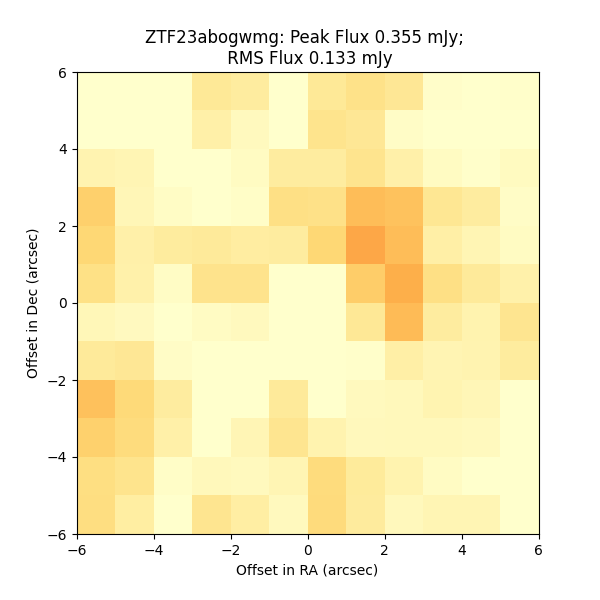 ZTF23abogwmg: Peak Flux 0.355 mJy;
RMS Flux 0.133 mJy
6
4
2
0
−2
−4
−6
Offset in Dec (arcsec)
−6 −4 −2 0 2 4 6
Offset in RA (arcsec)